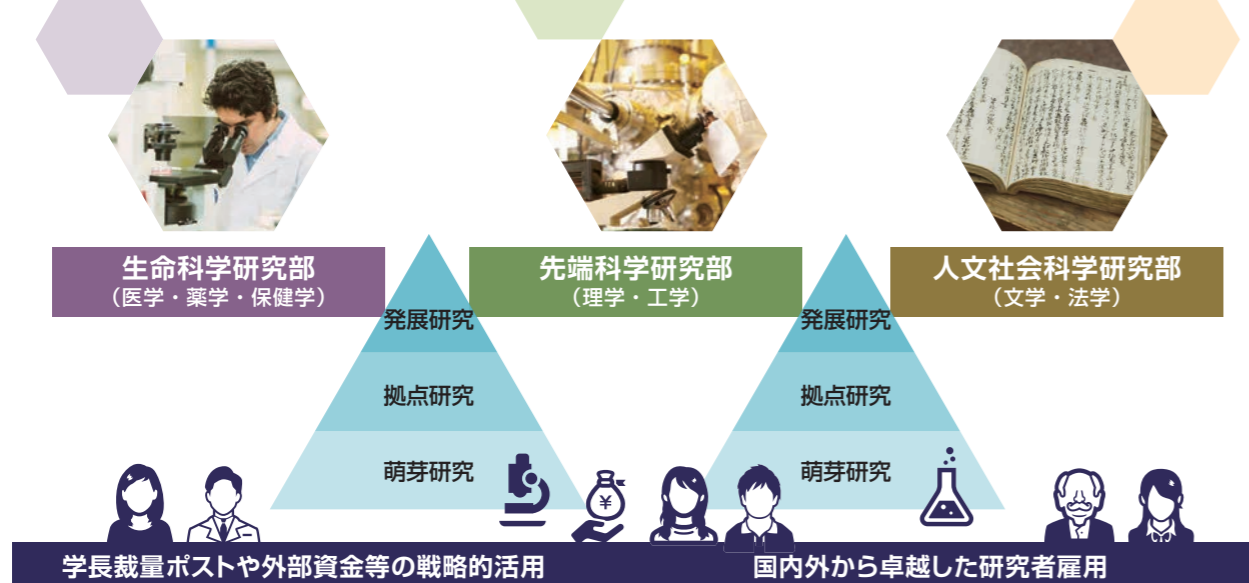 生命科学研究部
（医学・薬学・保健学）
先端科学研究部
（理学・工学）
人文社会科学研究部
（文学・法学）
発展研究
拠点研究
萌芽研究
発展研究
拠点研究
萌芽研究
¥
学長裁量ポストや外部資金等の戦略的活用
国内外から卓越した研究者雇用